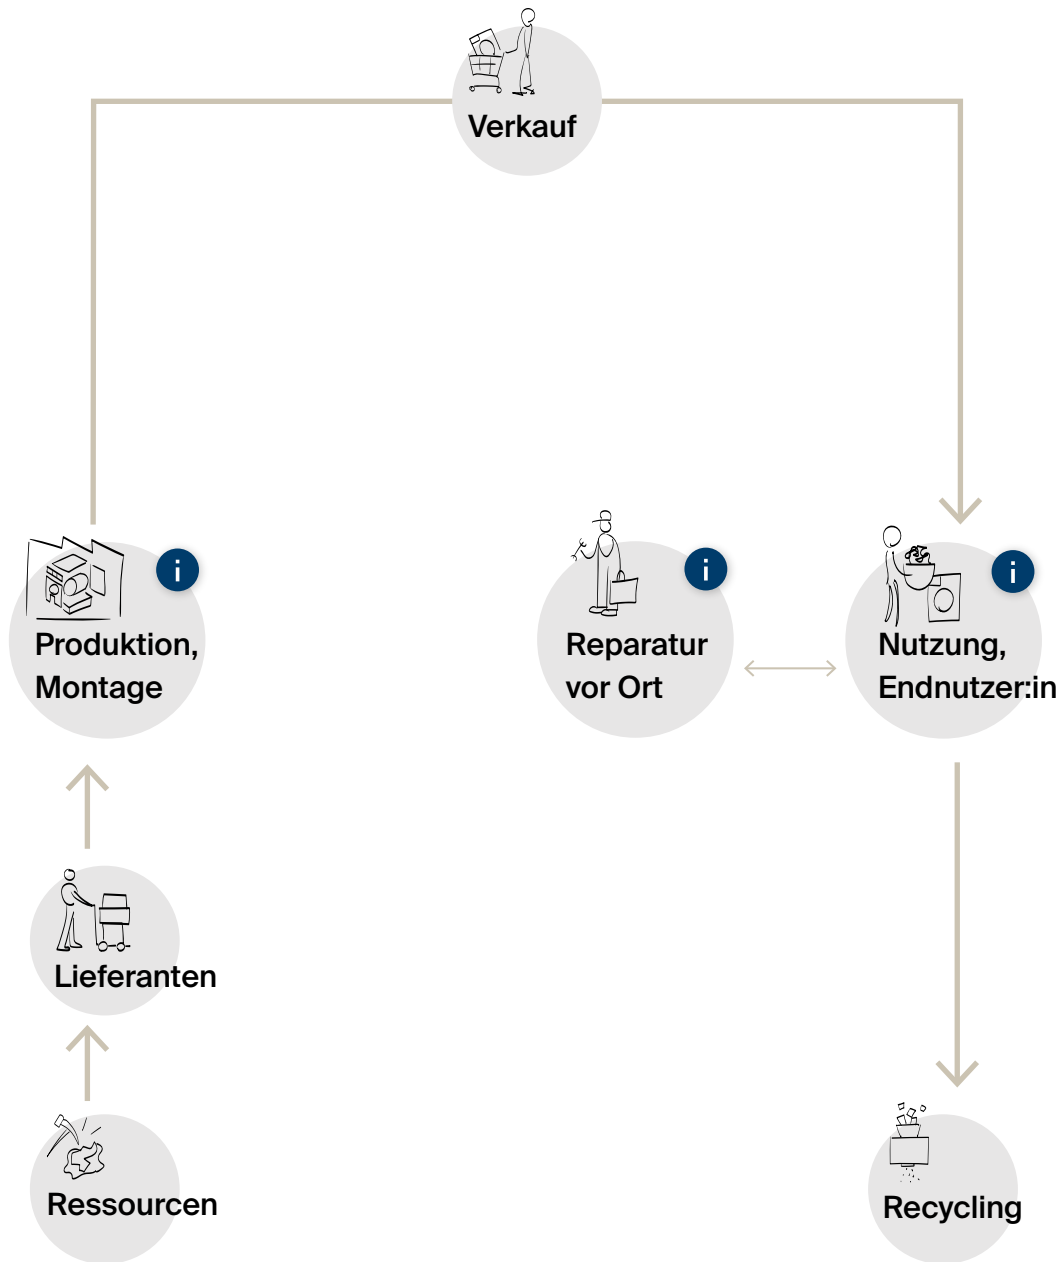 Verkauf
i
Produktion,
Montage
i
Reparatur
vor Ort
i
Nutzung,
Endnutzer:in
Lieferanten
Ressourcen
Recycling